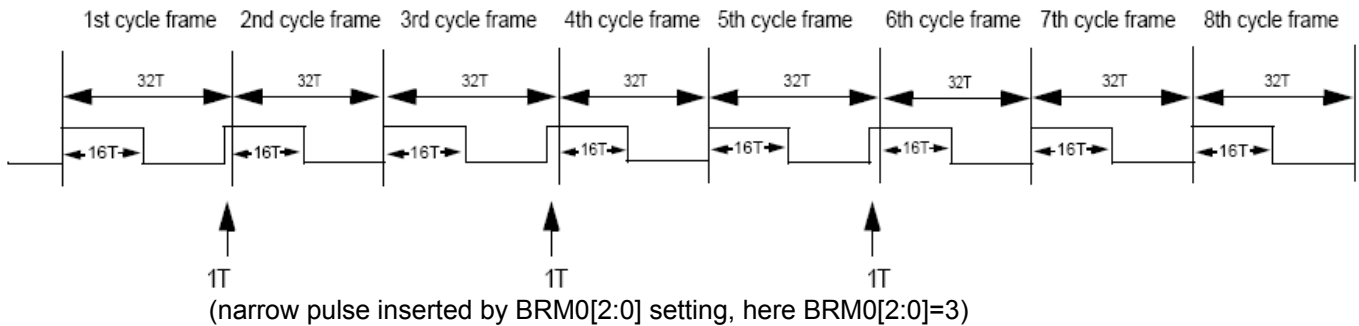 1st cycle frame 2nd cycle frame 3rd cycle frame 4th cycle frame 5th cycle frame 6th cycle frame 7th cycle frame 8th cycle frame
32T 32T 32T 32T 32T 32T 32T 32T
16T 16T 16T 16T 16T 16T 16T 16T
1T 1T 1T
(narrow pulse inserted by BRM0[2:0] setting, here BRM0[2:0]=3)